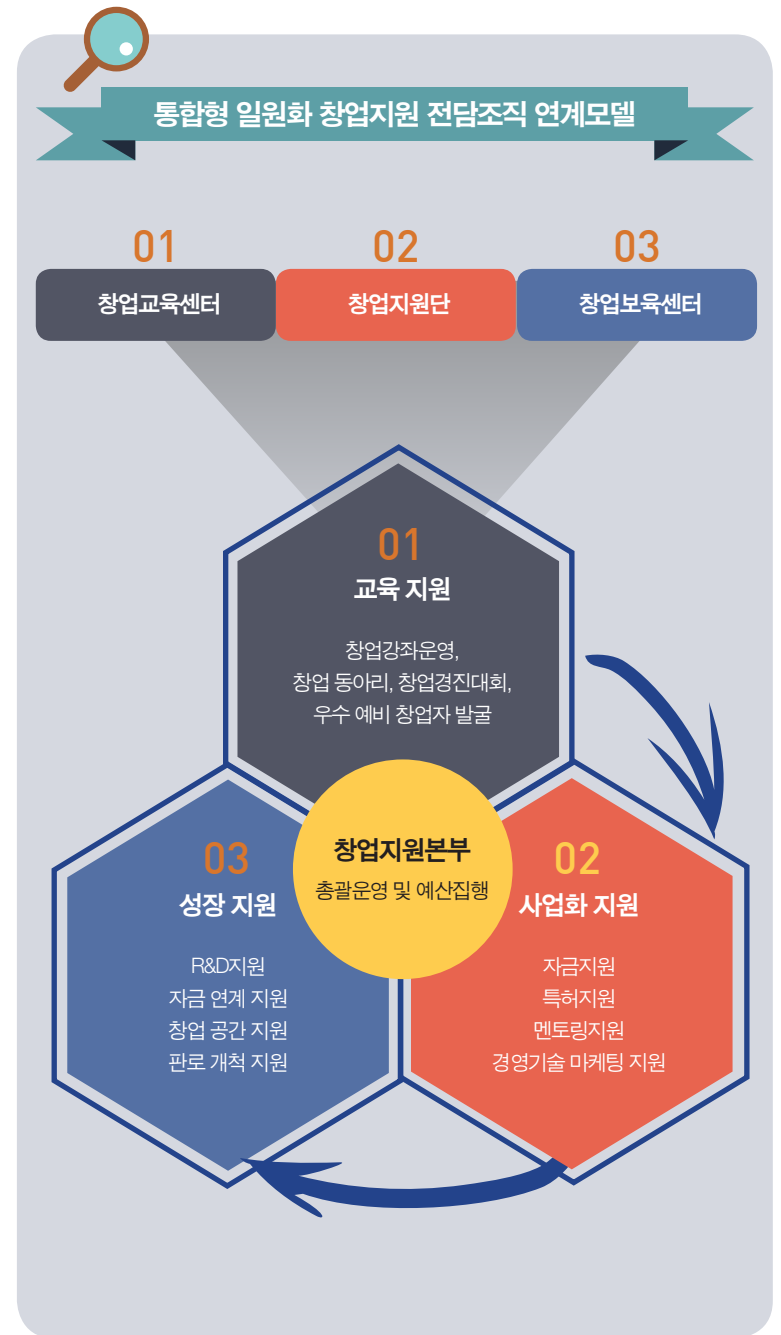 통합형 일원화 창업지원 전담조직 연계모델
01
창업교육센터
02
창업지원단
03
창업보육센터
01
교육 지원
창업강좌운영,
창업 동아리, 창업경진대회,
우수 예비 창업자 발굴
창업지원본부
총괄운영 및 예산집행
02
사업화 지원
자금지원
특허지원
멘토링지원
경영기술 마케팅 지원
03
성장 지원
R&D지원
자금 연계 지원
창업 공간 지원
판로 개척 지원